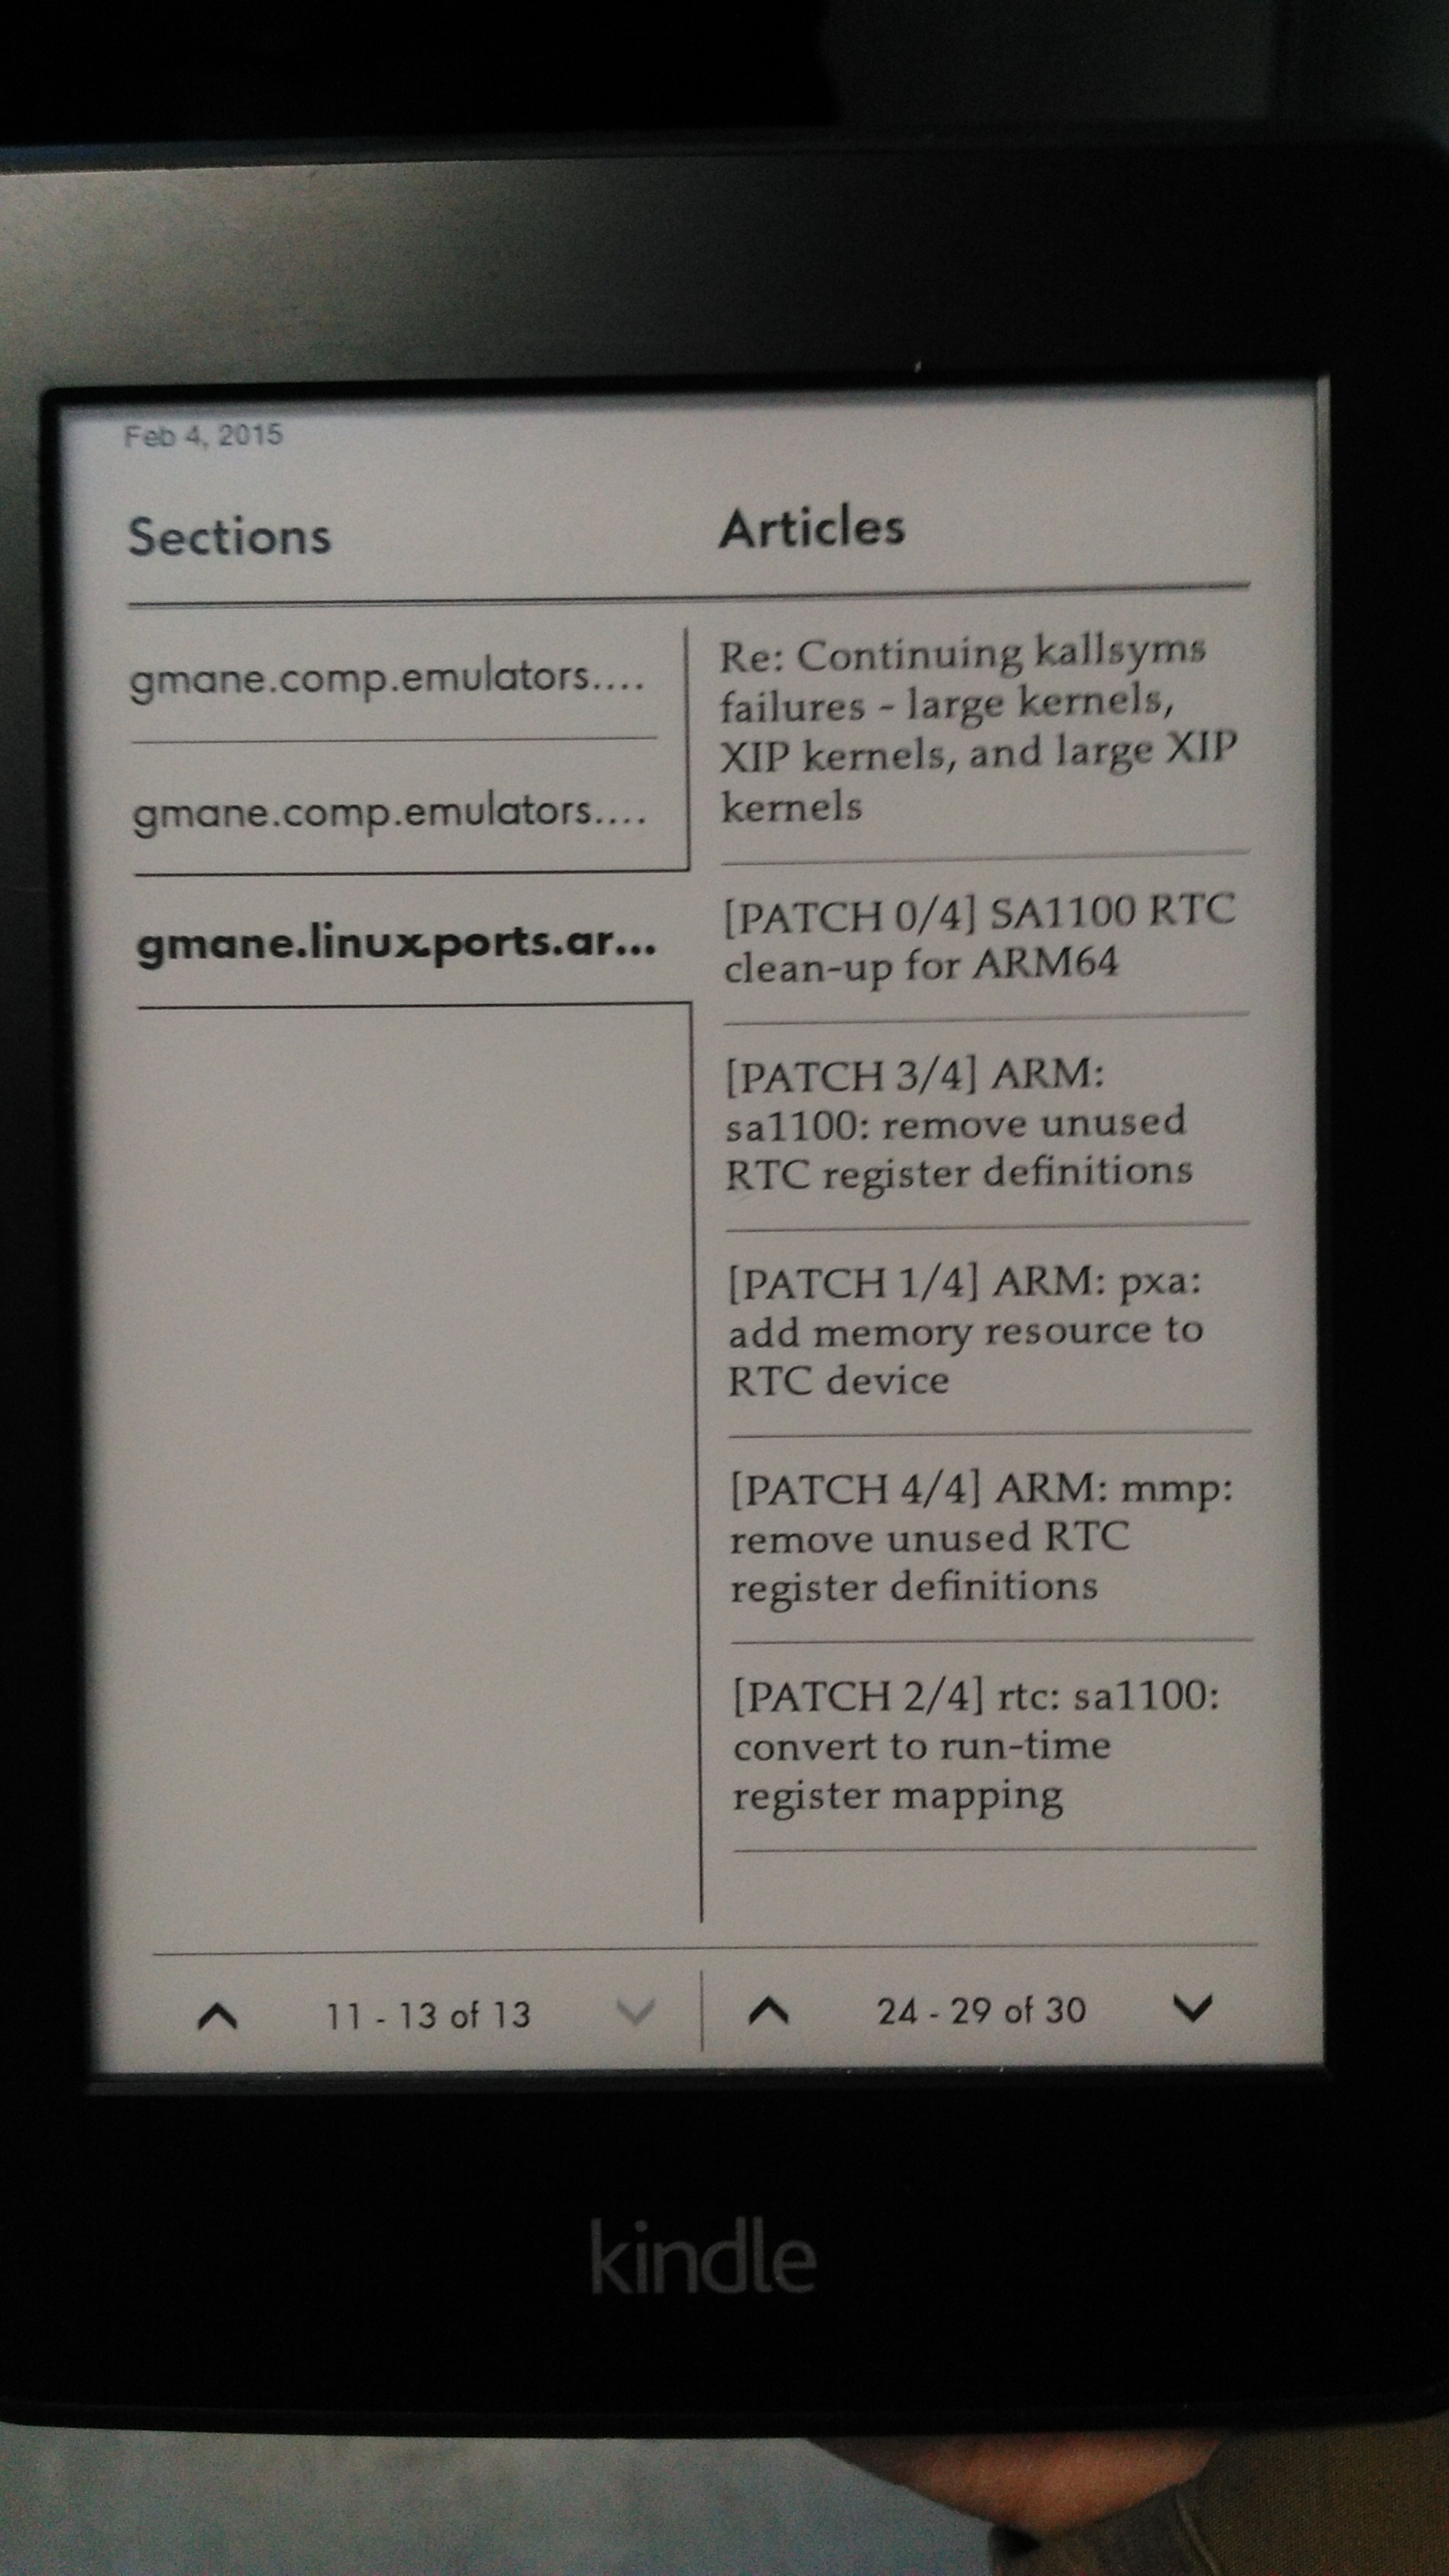 Feb 4, 2015
Sections
Articles
gmane.comp.emulators....
gmane.comp.emulators....
gmane.linux.ports.ar...
Re: Continuing kallsyms
failures - large kernels,
XIP kernels, and large XIP
kernels
[PATCH 0/4] SA1100 RTC
clean-up for ARM64
[PATCH 3/4] ARM:
sa1100: remove unused
RTC register definitions
[PATCH 1/4] ARM: pxa:
add memory resource to
RTC device
[PATCH 4/4] ARM: mmp:
remove unused RTC
register definitions
[PATCH 2/4] rtc: sa1100:
convert to run-time
register mapping
11 - 13 of 13
24 - 29 of 30
kindle